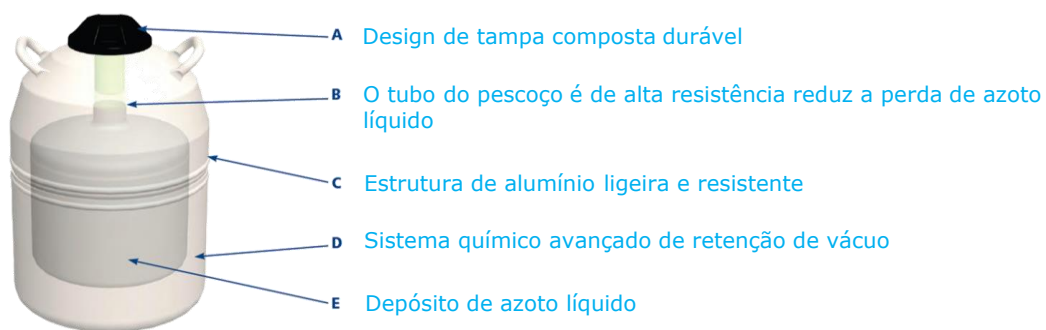 A Design de tampa composta durável
B O tubo do pescoço é de alta resistência reduz a perda de azoto
líquido
C Estrutura de alumínio ligeira e resistente
D Sistema químico avançado de retenção de vácuo
E Depósito de azoto líquido